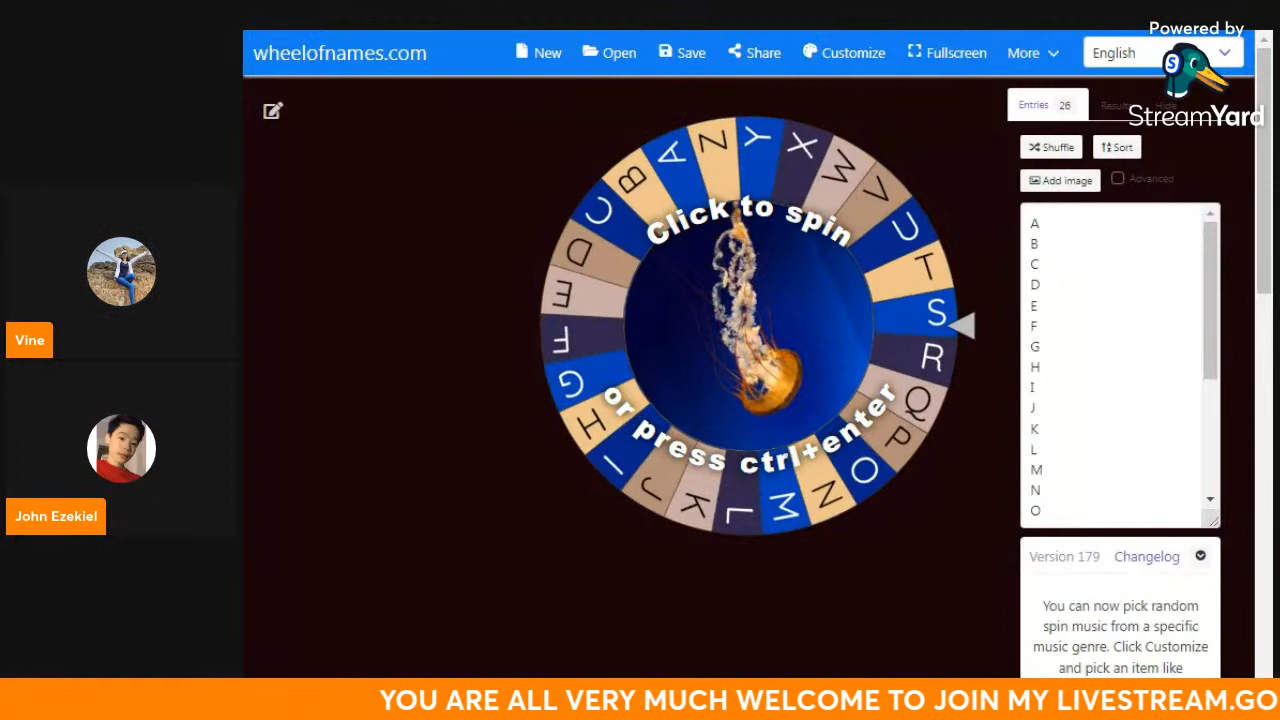 Powered by
StreamYard
wheelofnames.com
New
Open
Save
Share
Customize
Fullscreen
More
English
Entries 26
Results
Hide
Shuffle
Sort
Add image
Advanced
A
B
C
D
E
F
G
H
I
J
K
L
M
N
O
Click to spin
or press ctrl+enter
A
Z
Y
X
W
V
U
T
S
R
Q
P
O
N
M
L
K
J
I
H
G
F
E
D
C
B
Vine
John Ezekiel
Version 179 Changelog
You can now pick random
spin music from a specific
music genre. Click Customize
and pick an item like
YOU ARE ALL VERY MUCH WELCOME TO JOIN MY LIVESTREAM.GO